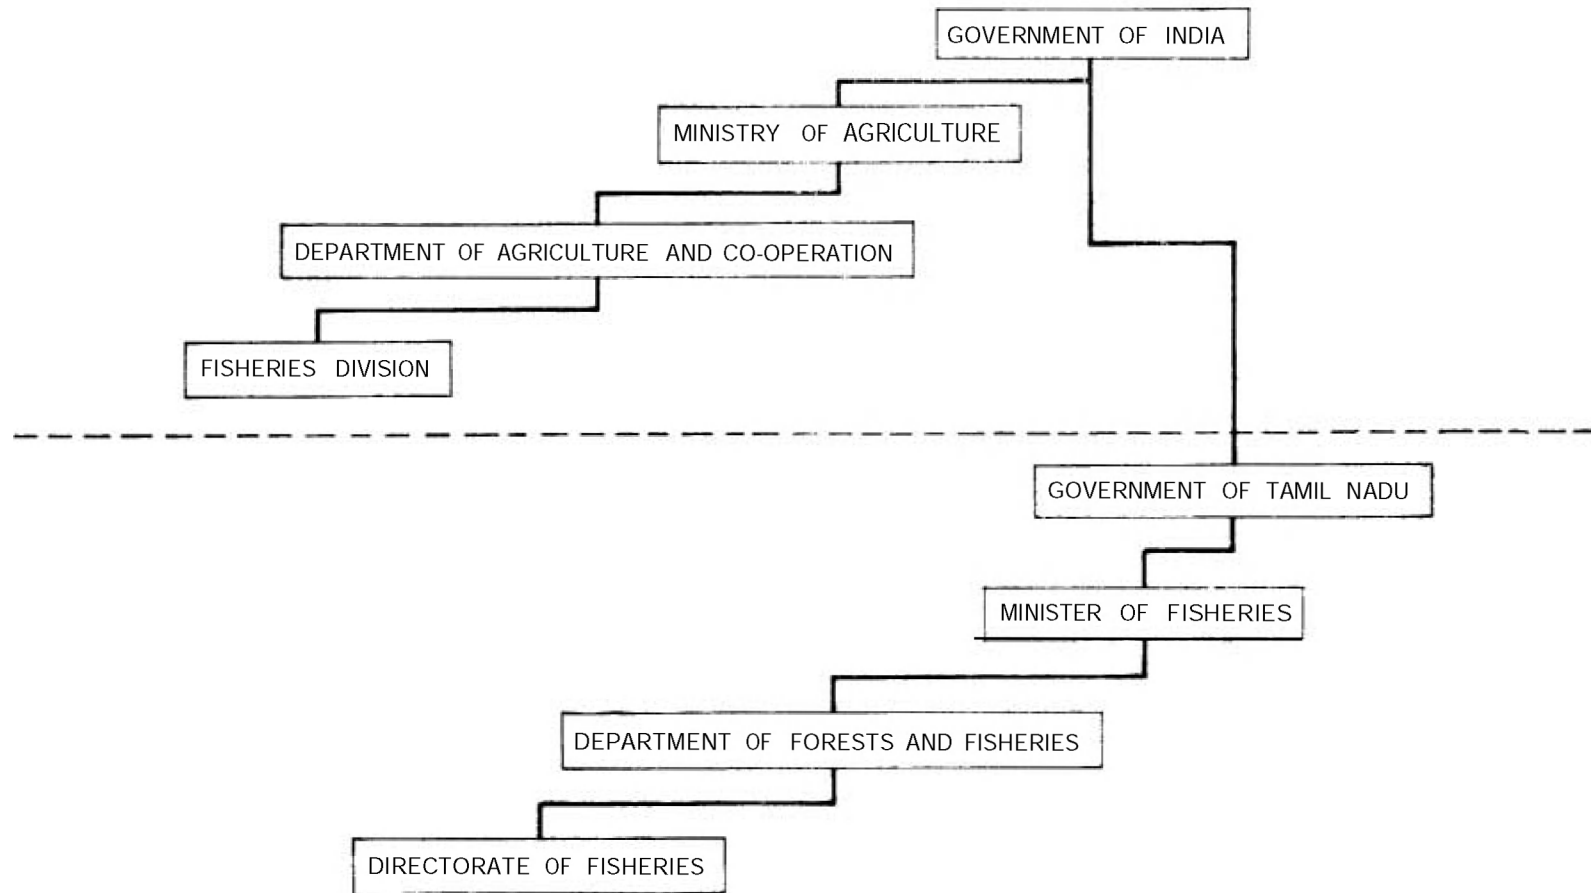 GOVERNMENT OF INDIA
MINISTRY OF AGRICULTURE
DEPARTMENT OF AGRICULTURE AND CO-OPERATION
FISHERIES DIVISION
GOVERNMENT OF TAMIL NADU
MINISTER OF FISHERIES
DEPARTMENT OF FORESTS AND FISHERIES
DIRECTORATE OF FISHERIES